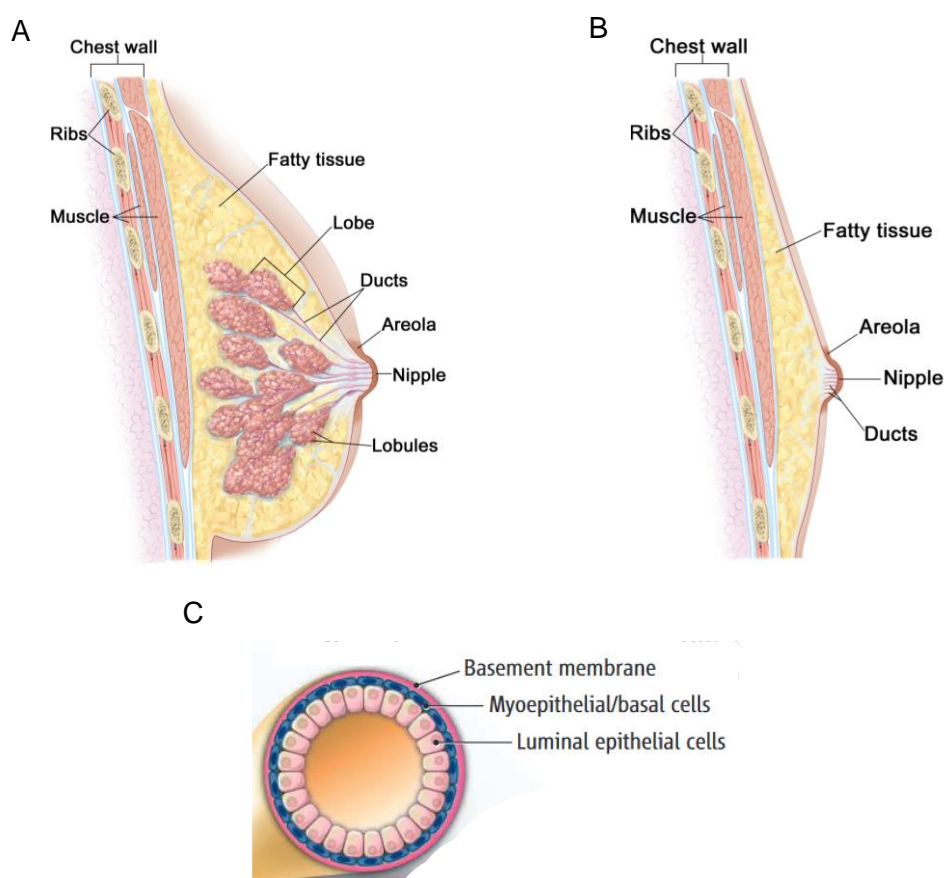 A
Chest wall
Ribs
Fatty tissue
Muscle
Lobe
Ducts
Areola
Nipple
Lobules
B
Chest wall
Ribs
Muscle
Fatty tissue
Areola
Nipple
Ducts
C
Basement membrane
Myoepithelial/basal cells
Luminal epithelial cells